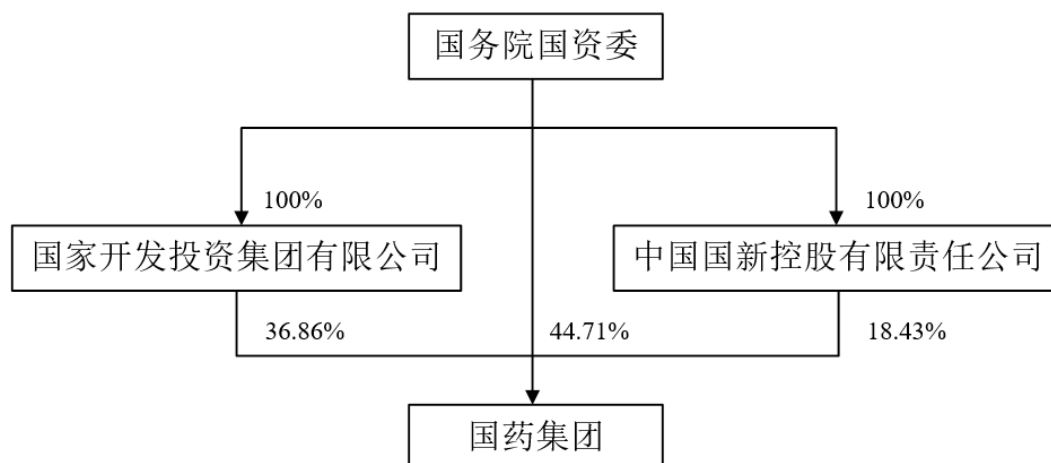 国务院国资委
100%
100%
国家开发投资集团有限公司
中国国新控股有限责任公司
36.86%
44.71%
18.43%
国药集团